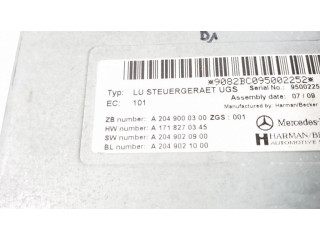 *9082BC095002252*
Typ: LU STEUERGERAET UGS
Serial No.: 9500225
EC: 101
Assembly date: 07 / 09
Manufactured by: Harman/Becker
ZB number: A 204 900 03 00 ZGS : 001
HW number: A 171 827 03 45
SW number: A 204 902 09 00
BL number: A 204 902 10 00
Mercedes
HARMAN/BE
AUTOMOTIVE